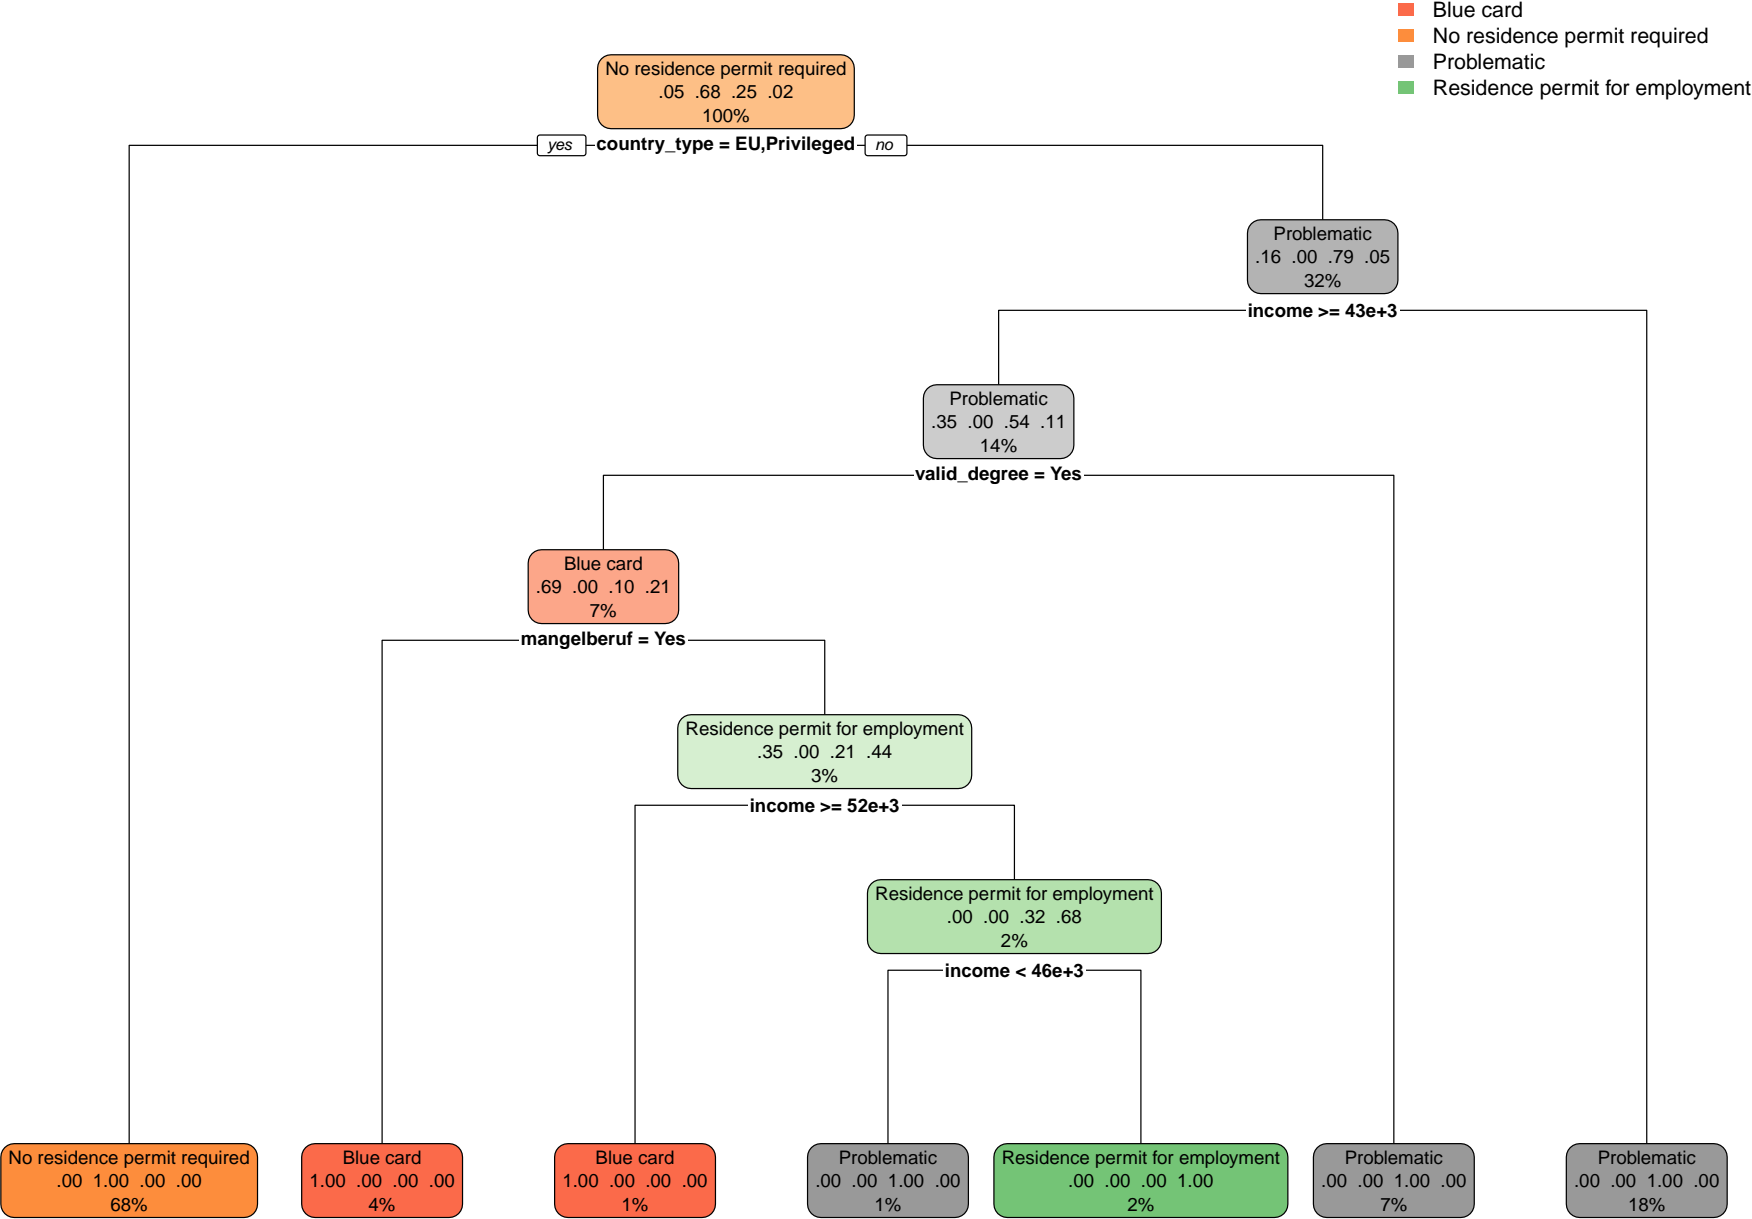 Blue card
No residence permit required
Problematic
Residence permit for employment
No residence permit required
.05 .68 .25 .02
100%
yes country_type = EU,Privileged no
Problematic
.16 .00 .79 .05
32%
income >= 43e+3
Problematic
.35 .00 .54 .11
14%
valid_degree = Yes
Blue card
.69 .00 .10 .21
7%
mangelberuf = Yes
Residence permit for employment
.35 .00 .21 .44
3%
income >= 52e+3
Residence permit for employment
.00 .00 .32 .68
2%
income < 46e+3
No residence permit required
.00 1.00 .00 .00
68%
Blue card
1.00 .00 .00 .00
4%
Blue card
1.00 .00 .00 .00
1%
Problematic
.00 .00 1.00 .00
1%
Residence permit for employment
.00 .00 .00 1.00
2%
Problematic
.00 .00 1.00 .00
7%
Problematic
.00 .00 1.00 .00
18%